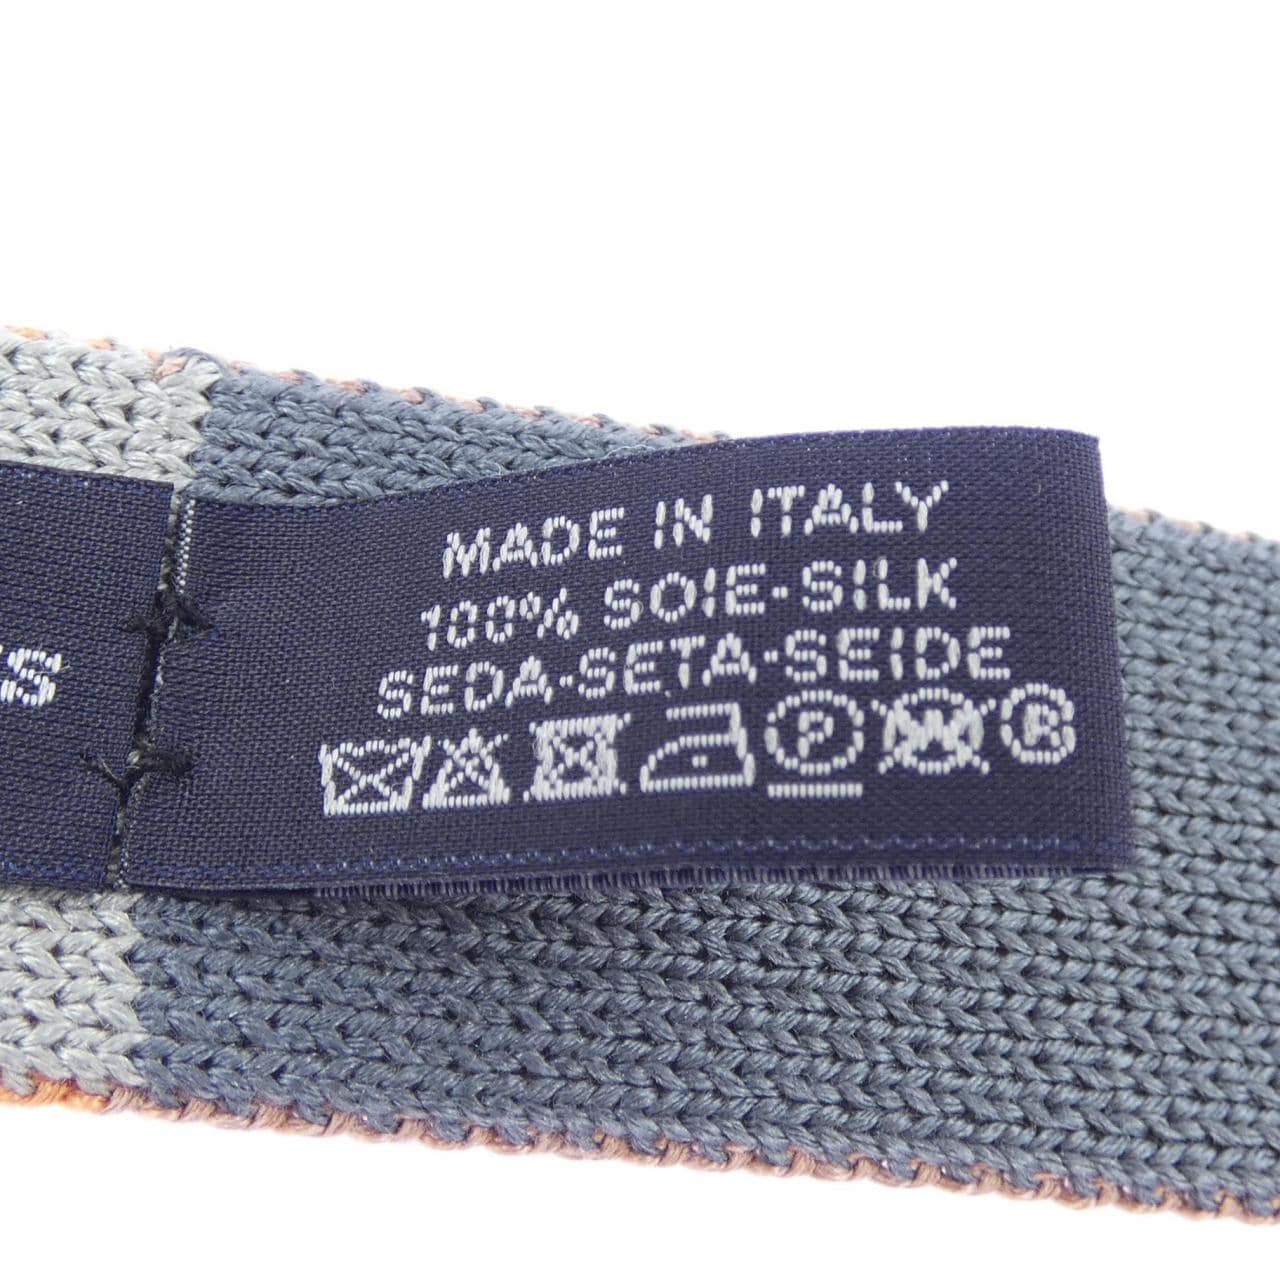 MADE IN ITALY
100% SOIE-SILK
SEDA-SETA-SEIDE
P W ®